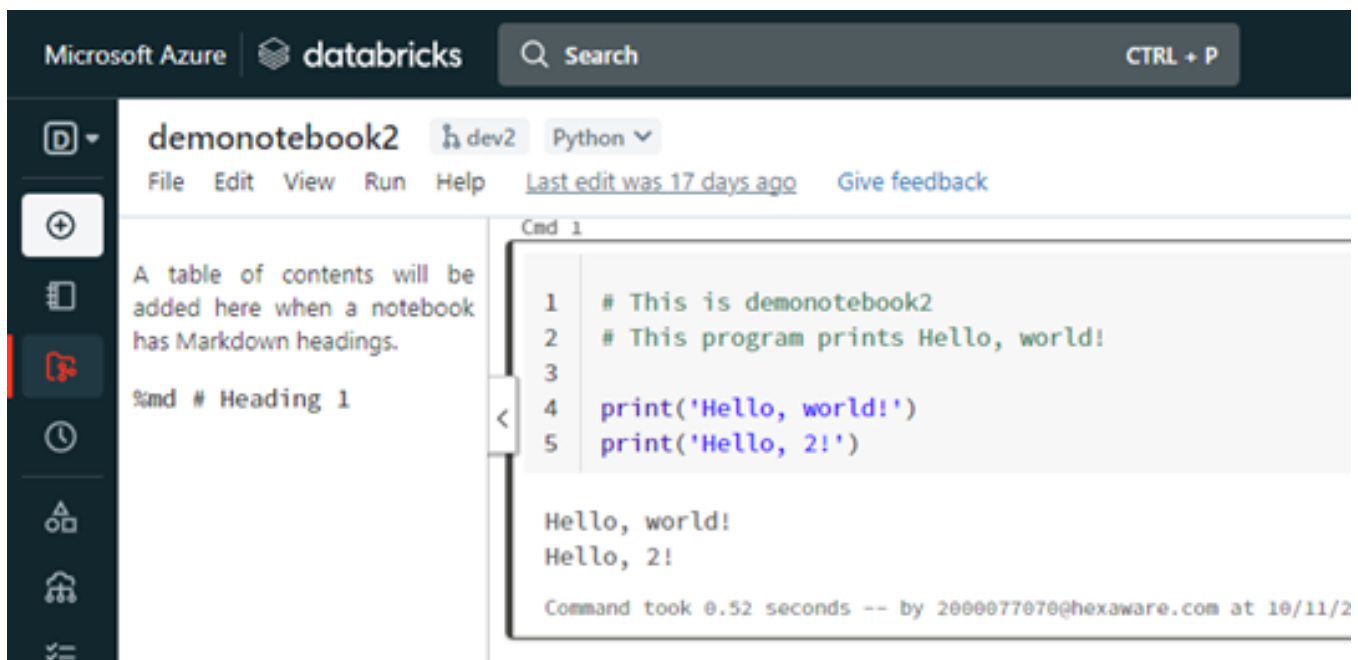 Microsoft Azure databricks Search CTRL + P
demonotebook2 dev2 Python
File Edit View Run Help Last edit was 17 days ago Give feedback
A table of contents will be
added here when a notebook
has Markdown headings.
%md # Heading 1
Cmd 1
1 # This is demonotebook2
2 # This program prints Hello, world!
3
4 print('Hello, world!')
5 print('Hello, 2!')
Hello, world!
Hello, 2!
Command took 0.52 seconds -- by 2000077070@hexaware.com at 10/11/2